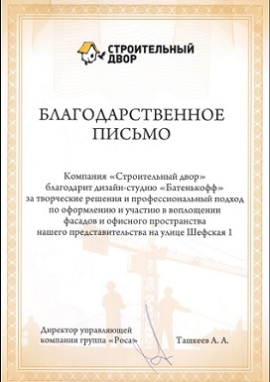 СТРОИТЕЛЬНЫЙ
ДВОР
БЛАГОДАРСТВЕННОЕ
ПИСЬМО
Компания «Строительный двор»
благодарит дизайн-студию «Батенькофф»
за творческие решения и профессиональный подход
по оформлению и участию в воплощении
фасадов и офисного пространства
нашего представительства на улице Шефская 1
Директор управляющей
компании группа «Роса»
Ташкеев А. А.